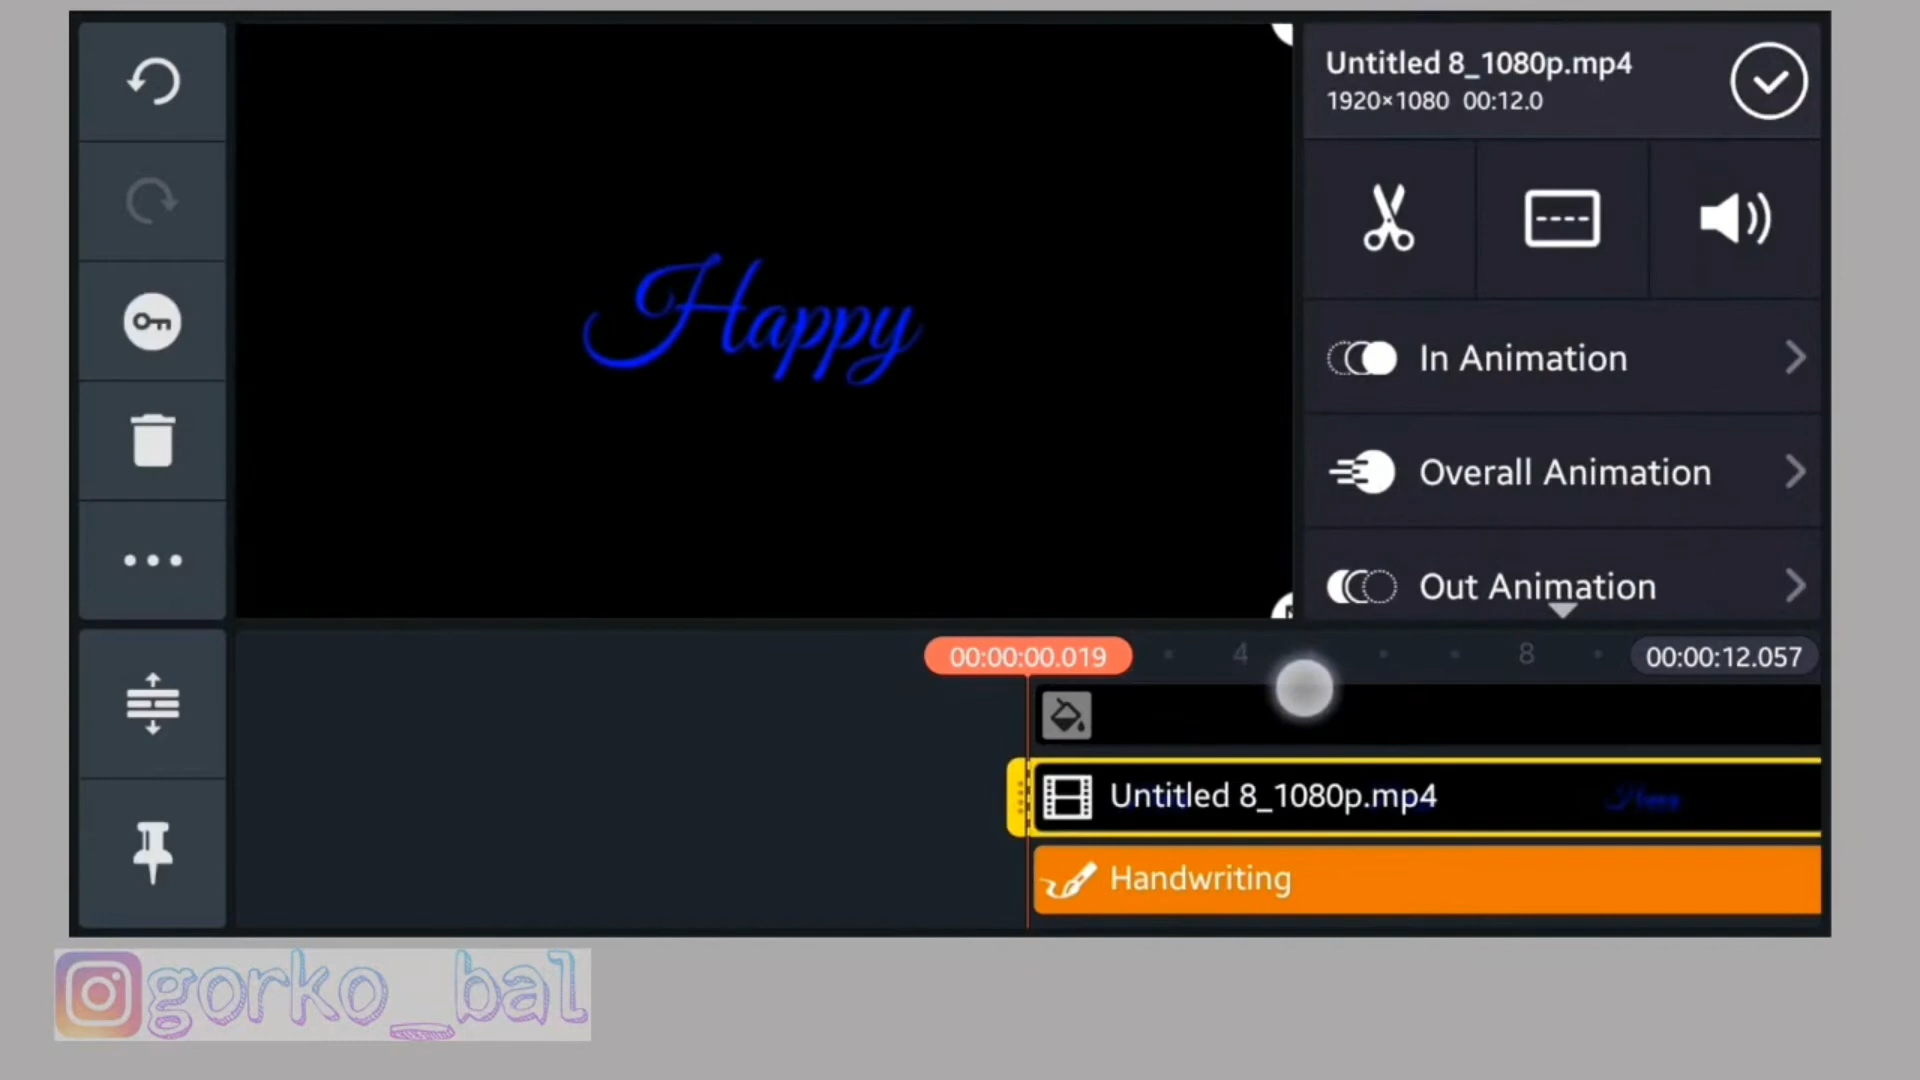 Untitled 8_1080p.mp4
1920×1080 00:12.0
Happy
In Animation
Overall Animation
Out Animation
00:00:00.019
4
8
00:00:12.057
Untitled 8_1080p.mp4
Handwriting
gorko_bal